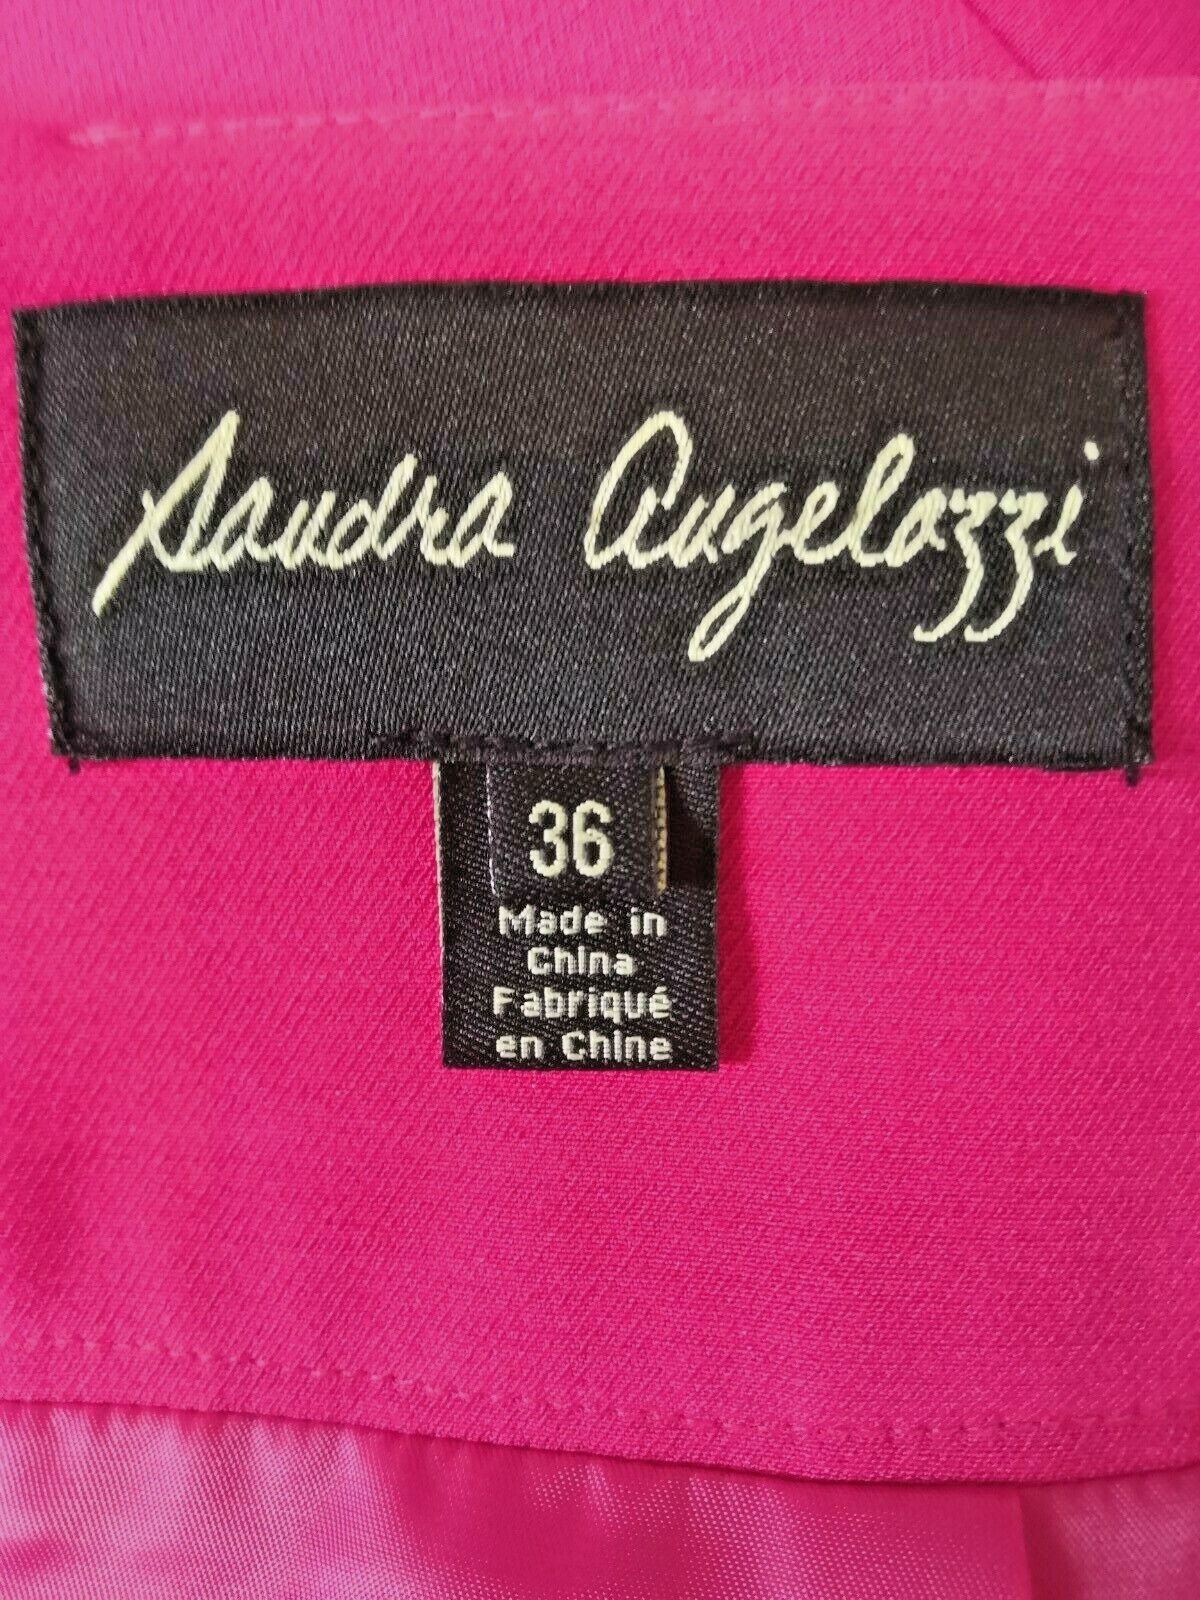 Sandra Angelozzi
36
Made in
China
Fabriqué
en Chine